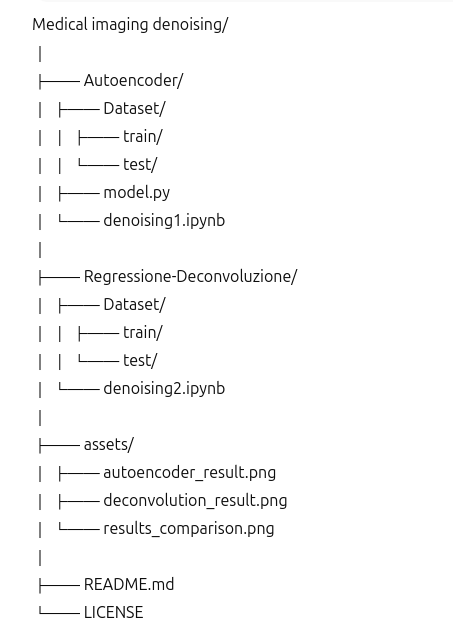 Medical imaging denoising/
│
├─── Autoencoder/
│ ├─── Dataset/
│ │ ├─── train/
│ │ └─── test/
│ ├─── model.py
│ └─── denoising1.ipynb
│
├─── Regressione-Deconvoluzione/
│ ├─── Dataset/
│ │ ├─── train/
│ │ └─── test/
│ └─── denoising2.ipynb
│
├─── assets/
│ ├─── autoencoder_result.png
│ ├─── deconvolution_result.png
│ └─── results_comparison.png
│
├─── README.md
└─── LICENSE